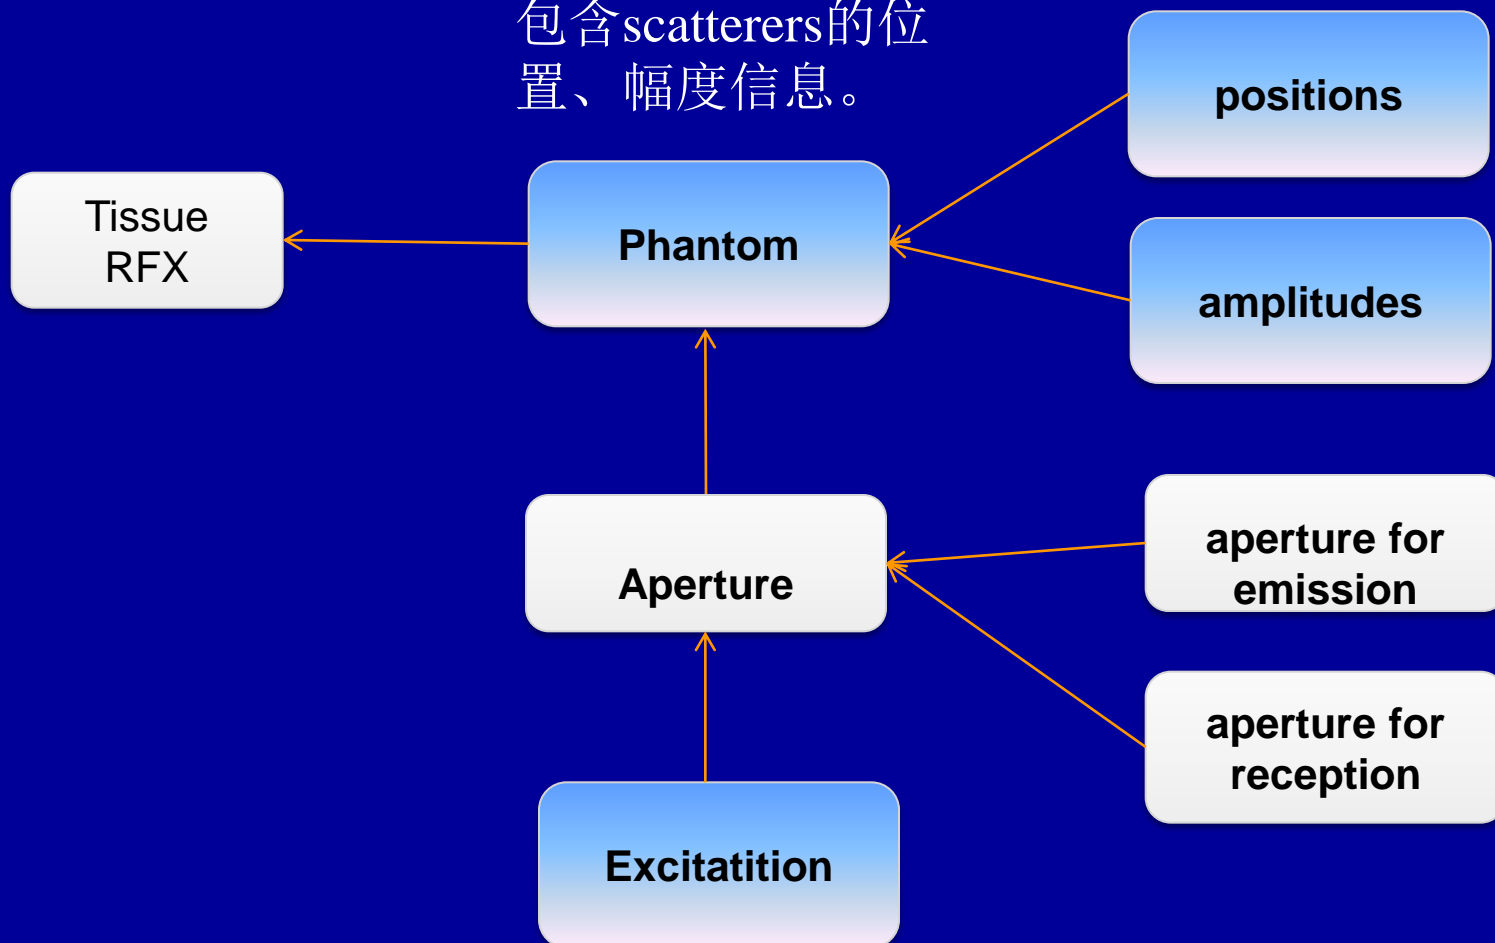 包含scatterers的位
置、幅度信息。
positions
Tissue
RFX
Phantom
amplitudes
aperture for
emission
Aperture
aperture for
reception
Excitatition